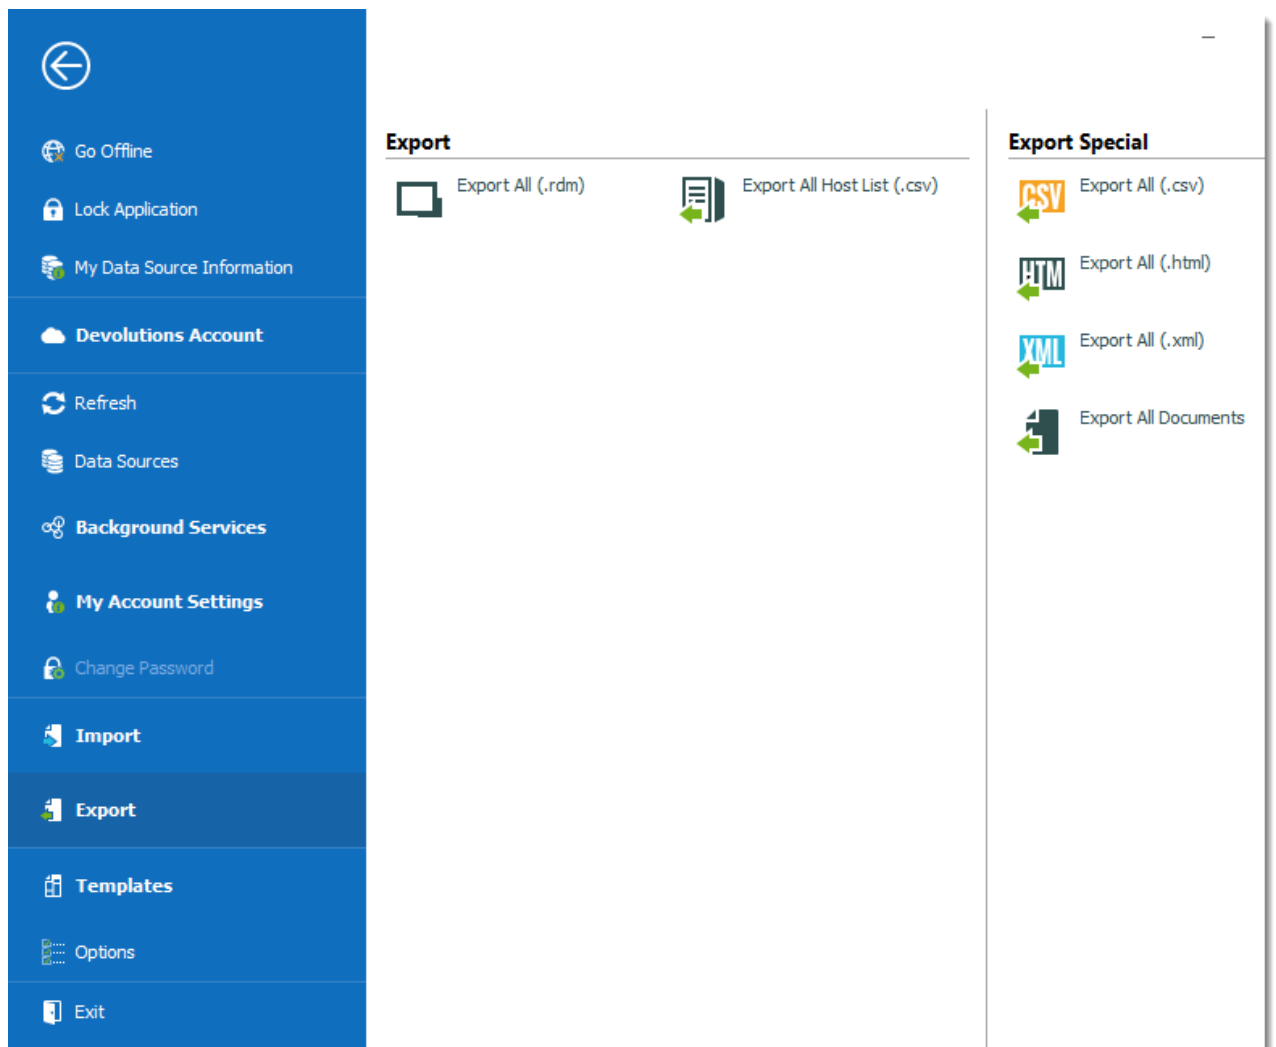 Go Offline
Lock Application
My Data Source Information
Devolutions Account
Refresh
Data Sources
Background Services
My Account Settings
Change Password
Import
Export
Templates
Options
Exit
Export
Export All (.rdm)
Export All Host List (.csv)
Export Special
CSV
Export All (.csv)
HTM
Export All (.html)
XML
Export All (.xml)
Export All Documents